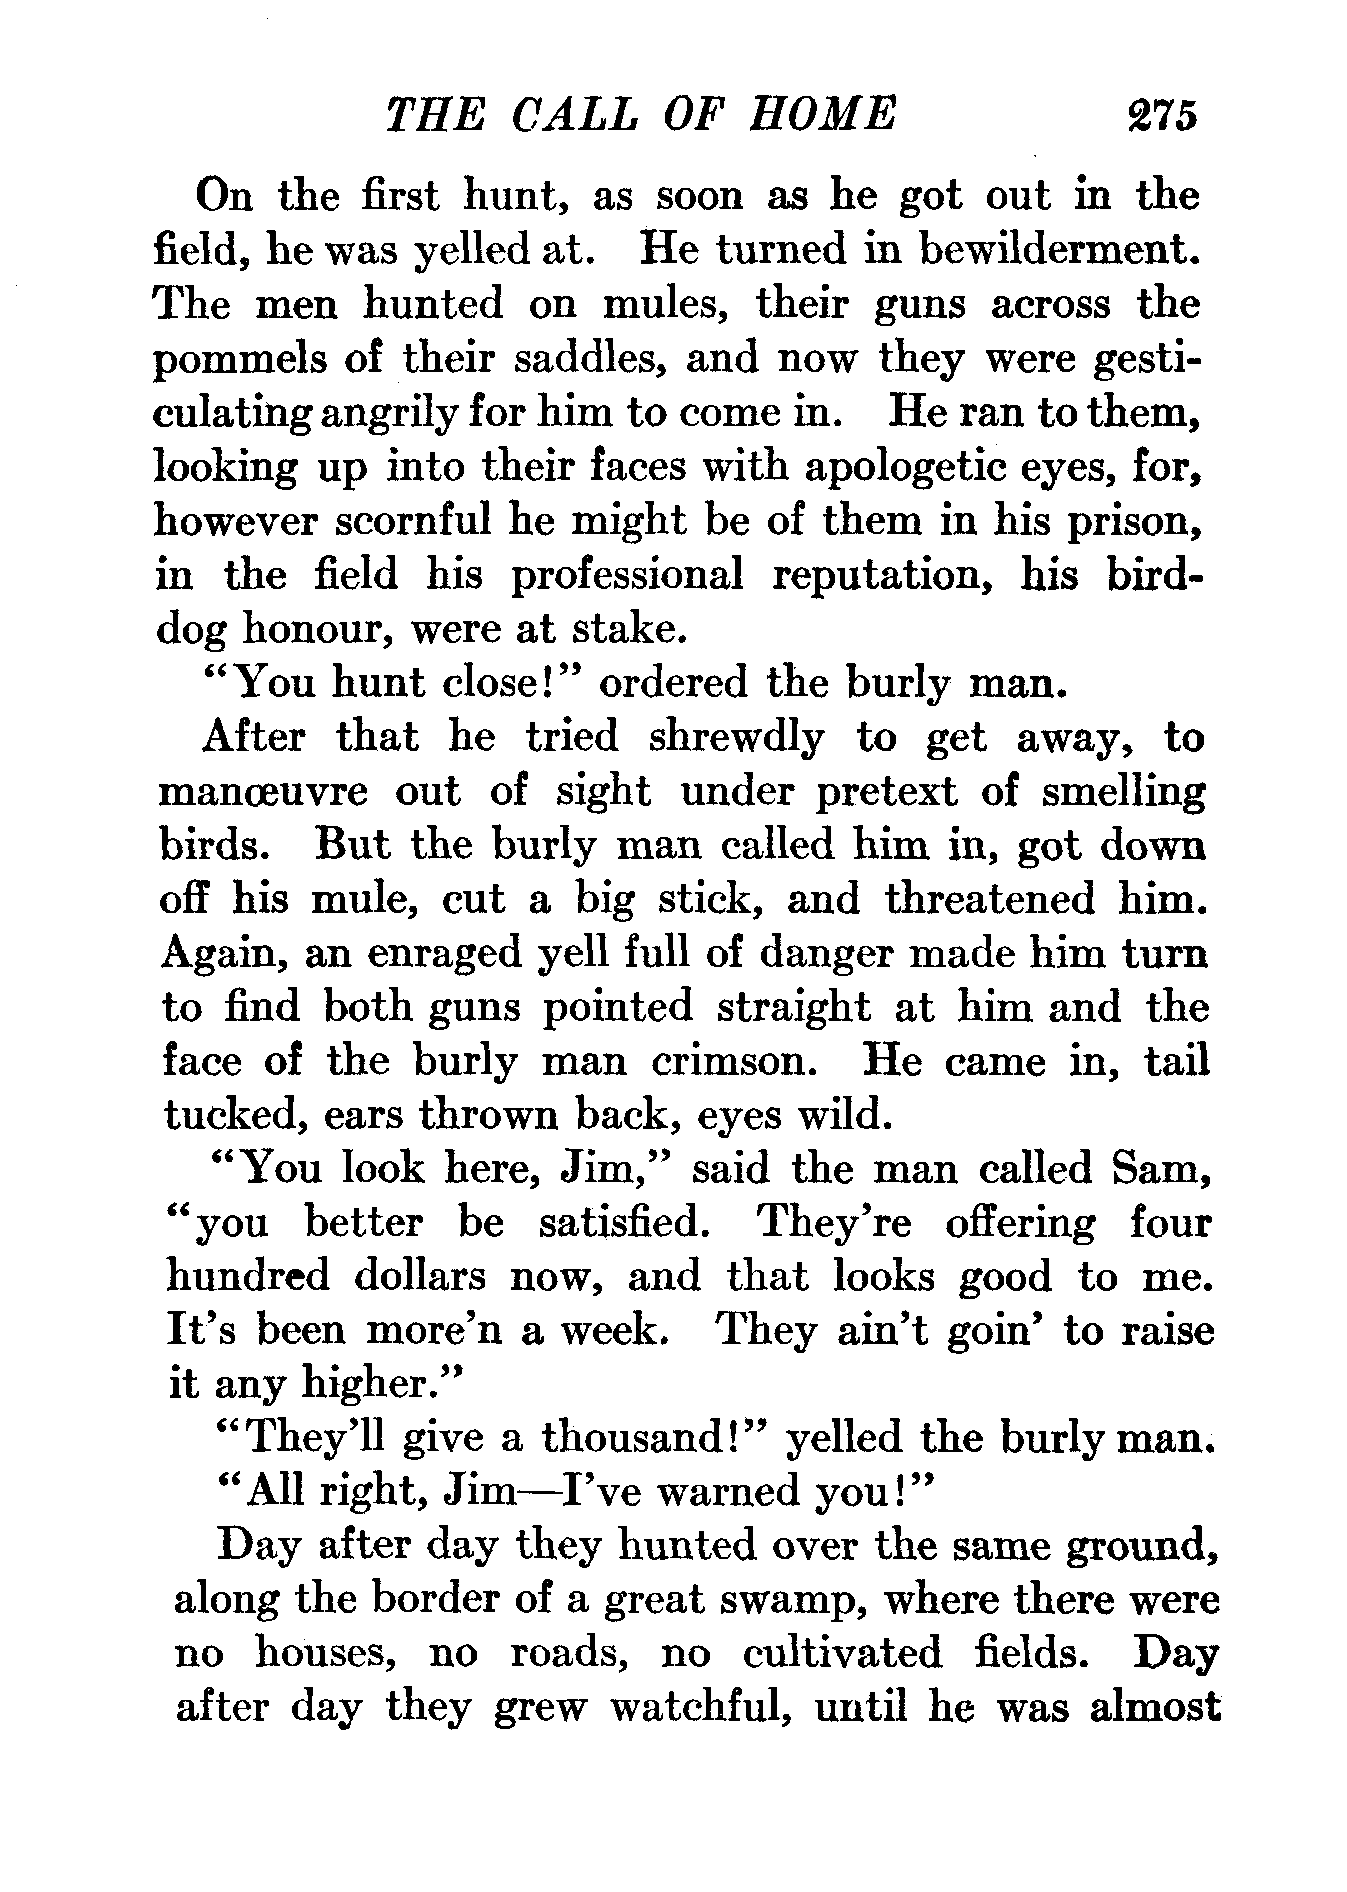 THE CALL OF HOME 275
On the first hunt, as soon as he got out in the
field, he was yelled at. He turned in bewilderment.
The men hunted on mules, their guns across the
pommels of their saddles, and now they were gesti-
culating angrily for him to come in. He ran to them,
looking up into their faces with apologetic eyes, for,
however scornful he might be of them in his prison,
in the field his professional reputation, his bird-
dog honour, were at stake.
“You hunt close!” ordered the burly man.
After that he tried shrewdly to get away, to
manœuvre out of sight under pretext of smelling
birds. But the burly man called him in, got down
off his mule, cut a big stick, and threatened him.
Again, an enraged yell full of danger made him turn
to find both guns pointed straight at him and the
face of the burly man crimson. He came in, tail
tucked, ears thrown back, eyes wild.
“You look here, Jim,” said the man called Sam,
“you better be satisfied. They’re offering four
hundred dollars now, and that looks good to me.
It’s been more’n a week. They ain’t goin’ to raise
it any higher.”
“They’ll give a thousand!” yelled the burly man.
“All right, Jim—I’ve warned you!”
Day after day they hunted over the same ground,
along the border of a great swamp, where there were
no houses, no roads, no cultivated fields. Day
after day they grew watchful, until he was almost